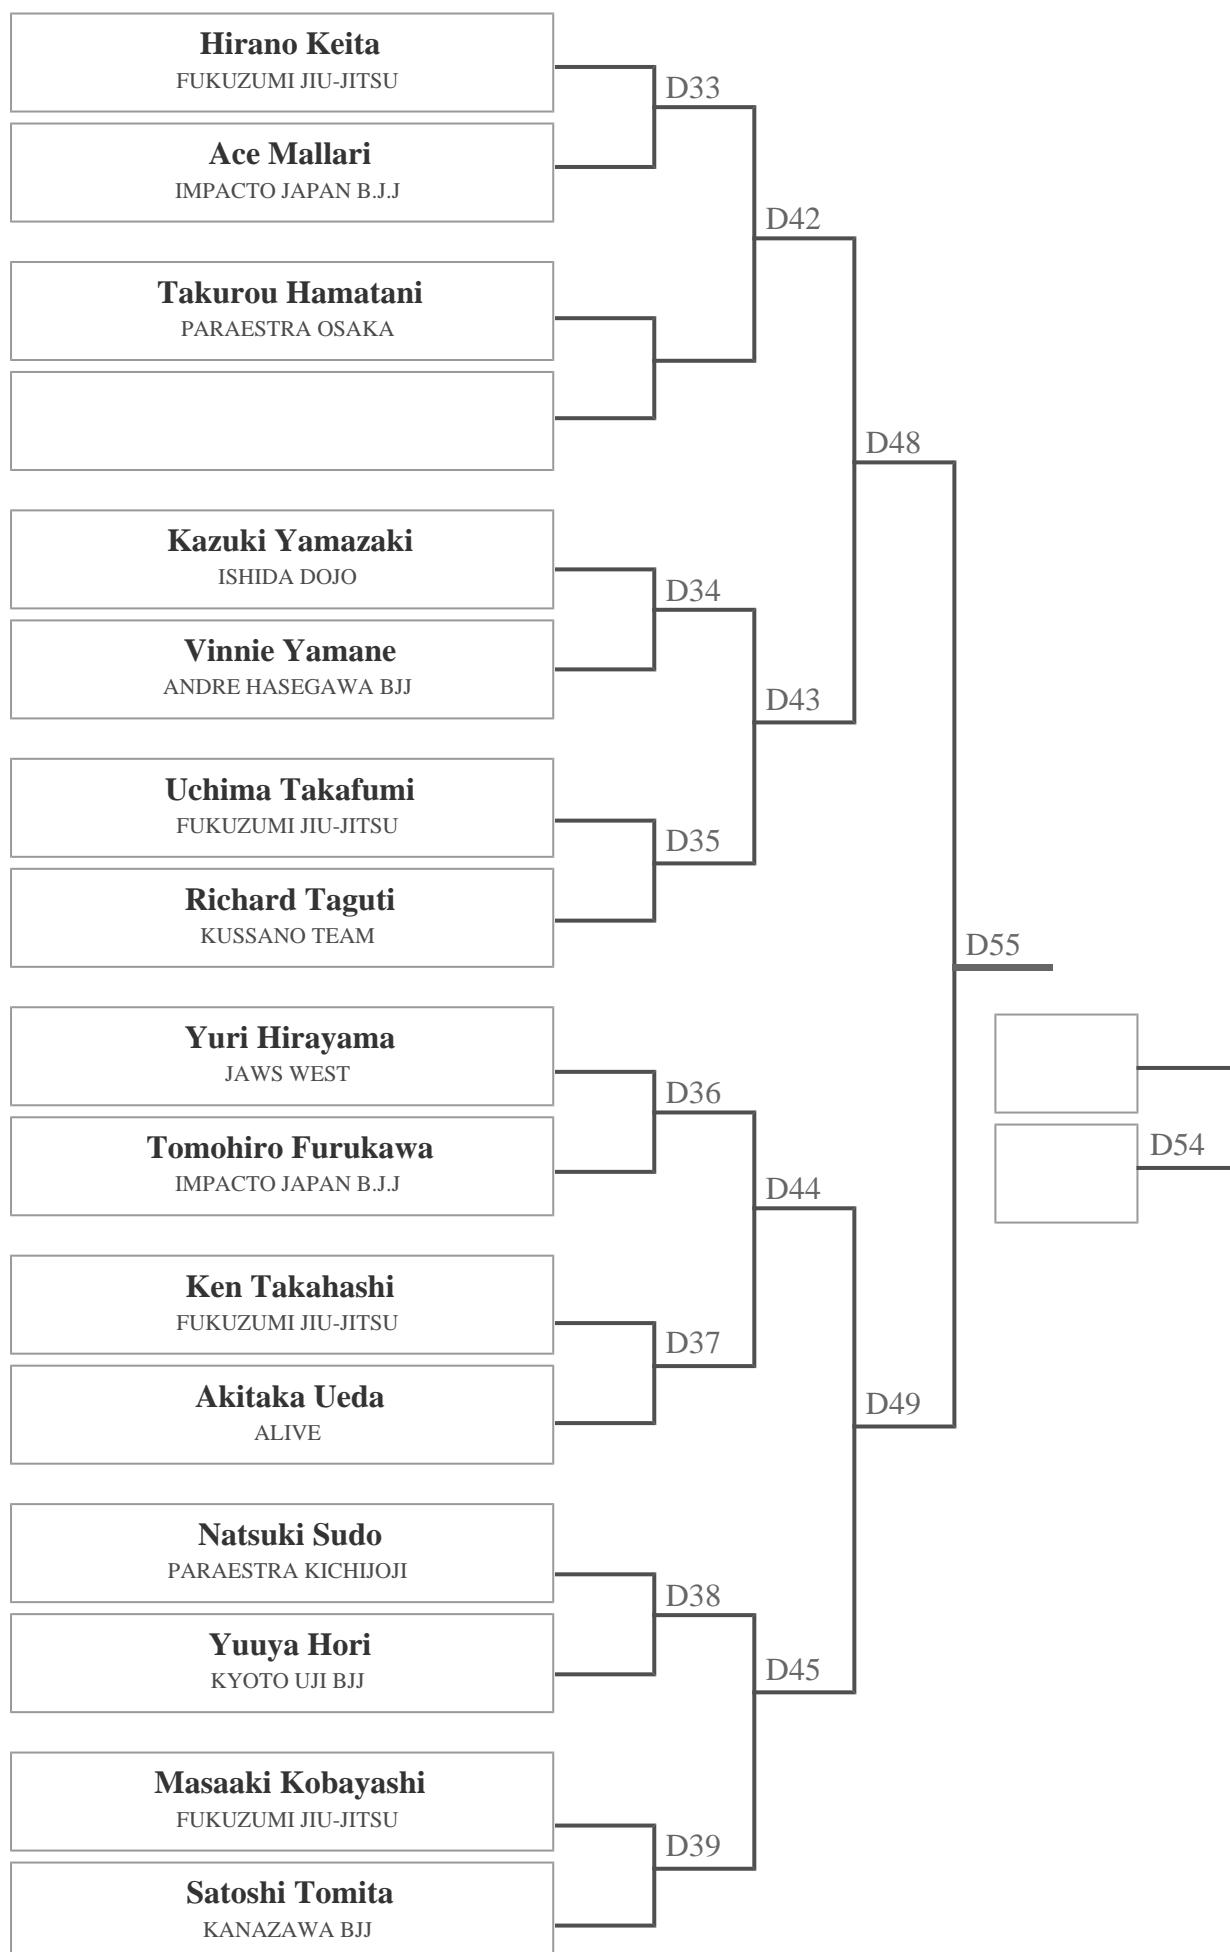 Hirano Keita
FUKUZUMI JIU-JITSU
D33
Ace Mallari
IMPACTO JAPAN B.J.J
D42
Takurou Hamatani
PARAESTRA OSAKA
D48
Kazuki Yamazaki
ISHIDA DOJO
D34
Vinnie Yamane
ANDRE HASEGAWA BJJ
D43
Uchima Takafumi
FUKUZUMI JIU-JITSU
D35
Richard Taguti
KUSSANO TEAM
D55
Yuri Hirayama
JAWS WEST
D36
Tomohiro Furukawa
IMPACTO JAPAN B.J.J
D54
D44
Ken Takahashi
FUKUZUMI JIU-JITSU
D37
Akitaka Ueda
ALIVE
D49
Natsuki Sudo
PARAESTRA KICHIJOJI
D38
Yuuya Hori
KYOTO UJI BJJ
D45
Masaaki Kobayashi
FUKUZUMI JIU-JITSU
D39
Satoshi Tomita
KANAZAWA BJJ